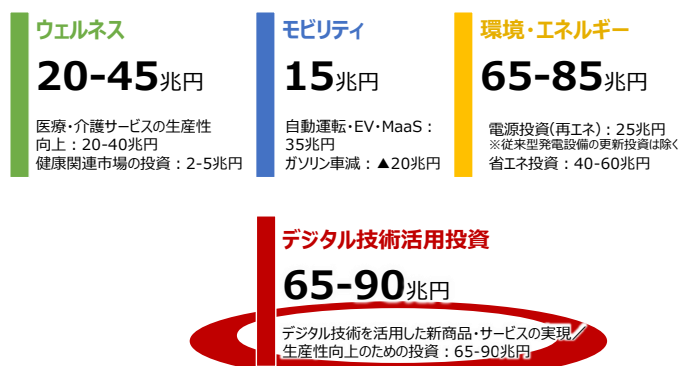 ウェルネス
20-45兆円
医療・介護サービスの生産性
向上：20-40兆円
健康関連市場の投資：2-5兆円
モビリティ
15兆円
自動運転・EV・MaaS：
35兆円
ガソリン車減：▲20兆円
環境・エネルギー
65-85兆円
電源投資(再エネ)：25兆円
※従来型発電設備の更新投資は除く
省エネ投資：40-60兆円
デジタル技術活用投資
65-90兆円
デジタル技術を活用した新商品・サービスの実現／
生産性向上のための投資：65-90兆円